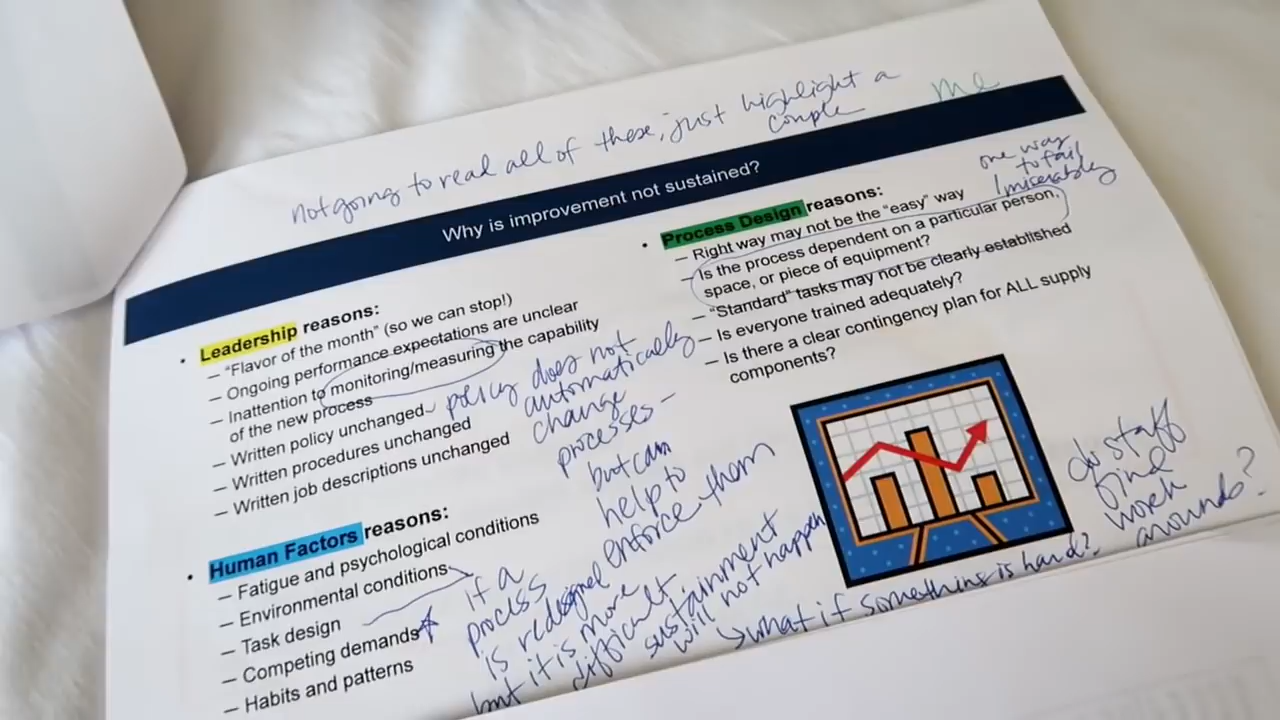 not going to read all of these, just highlight a
couple
me
Why is improvement not sustained?
• Leadership reasons:
– "Flavor of the month" (so we can stop!)
– Ongoing performance expectations are unclear
– Inattention to monitoring/measuring the capability
of the new process
– Written policy unchanged
– Written procedures unchanged
– Written job descriptions unchanged
policy does not
automatically
change
processes –
but can
help to
enforce them
• Human Factors reasons:
– Fatigue and psychological conditions
– Environmental conditions
– Task design
– Competing demands
– Habits and patterns
if a
process
is redesigned
but it is more
difficult
sustainment
will not happen
• Process Design reasons:
– Right way may not be the "easy" way
– Is the process dependent on a particular person,
space, or piece of equipment?
– "Standard" tasks may not be clearly established
– Is everyone trained adequately?
– Is there a clear contingency plan for ALL supply
components?
one way
to fail
miserably
what if something is hard?
do staff
find
work
arounds?